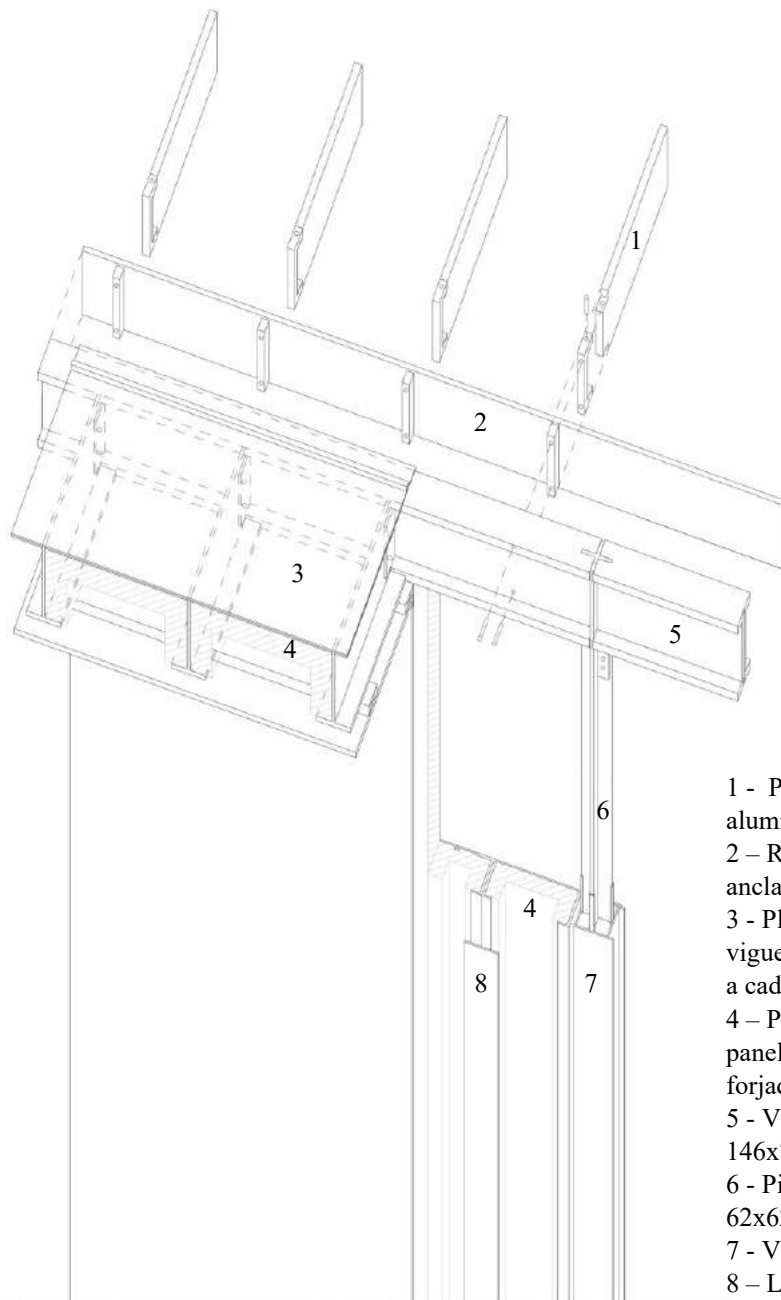 1
2
3
4
5
6
4
8
7
1 - P
alum
2 – R
ancla
3 - Pl
vigue
a cad
4 – P
panel
forjad
5 - V
146x
6 - Pi
62x6
7 - V
8 – L